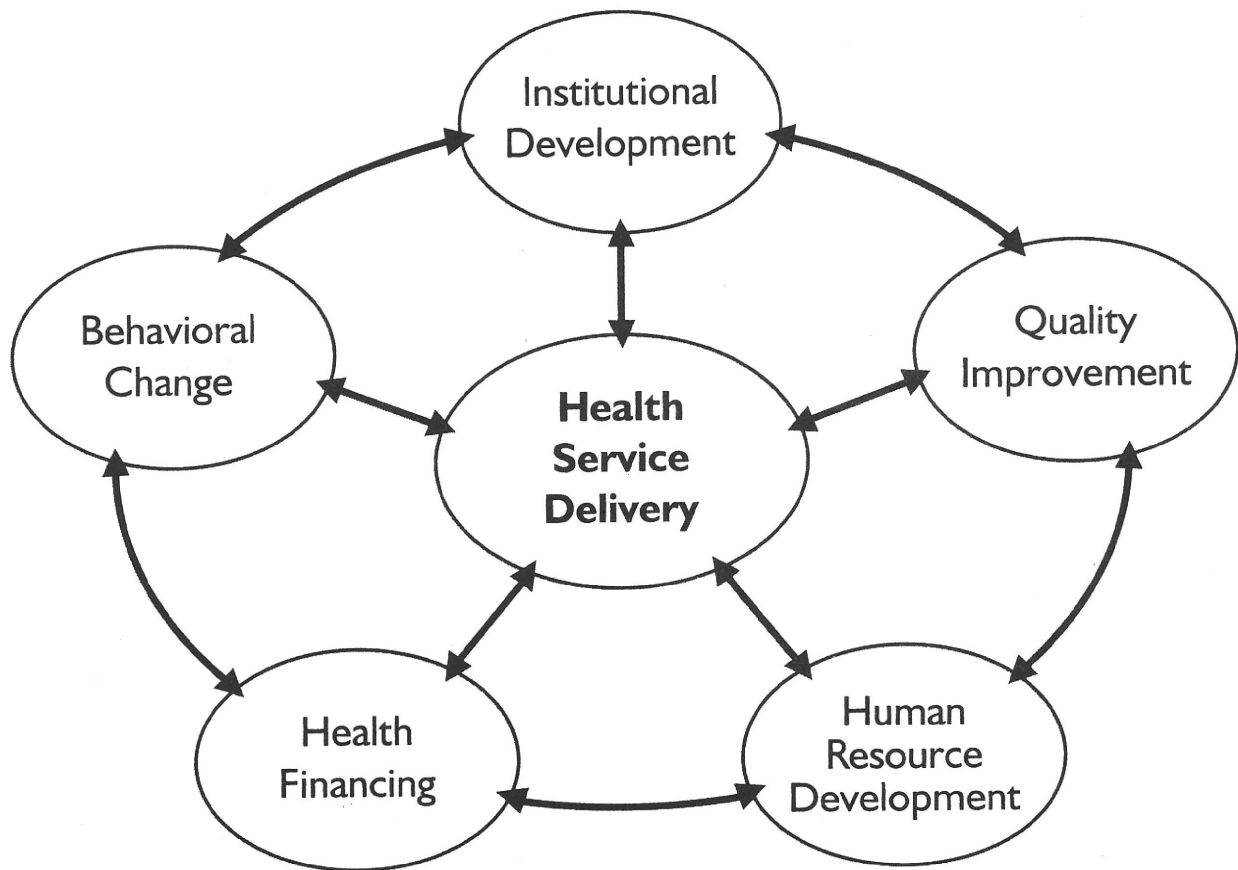 Institutional
Development
Behavioral
Change
Quality
Improvement
Health
Service
Delivery
Health
Financing
Human
Resource
Development